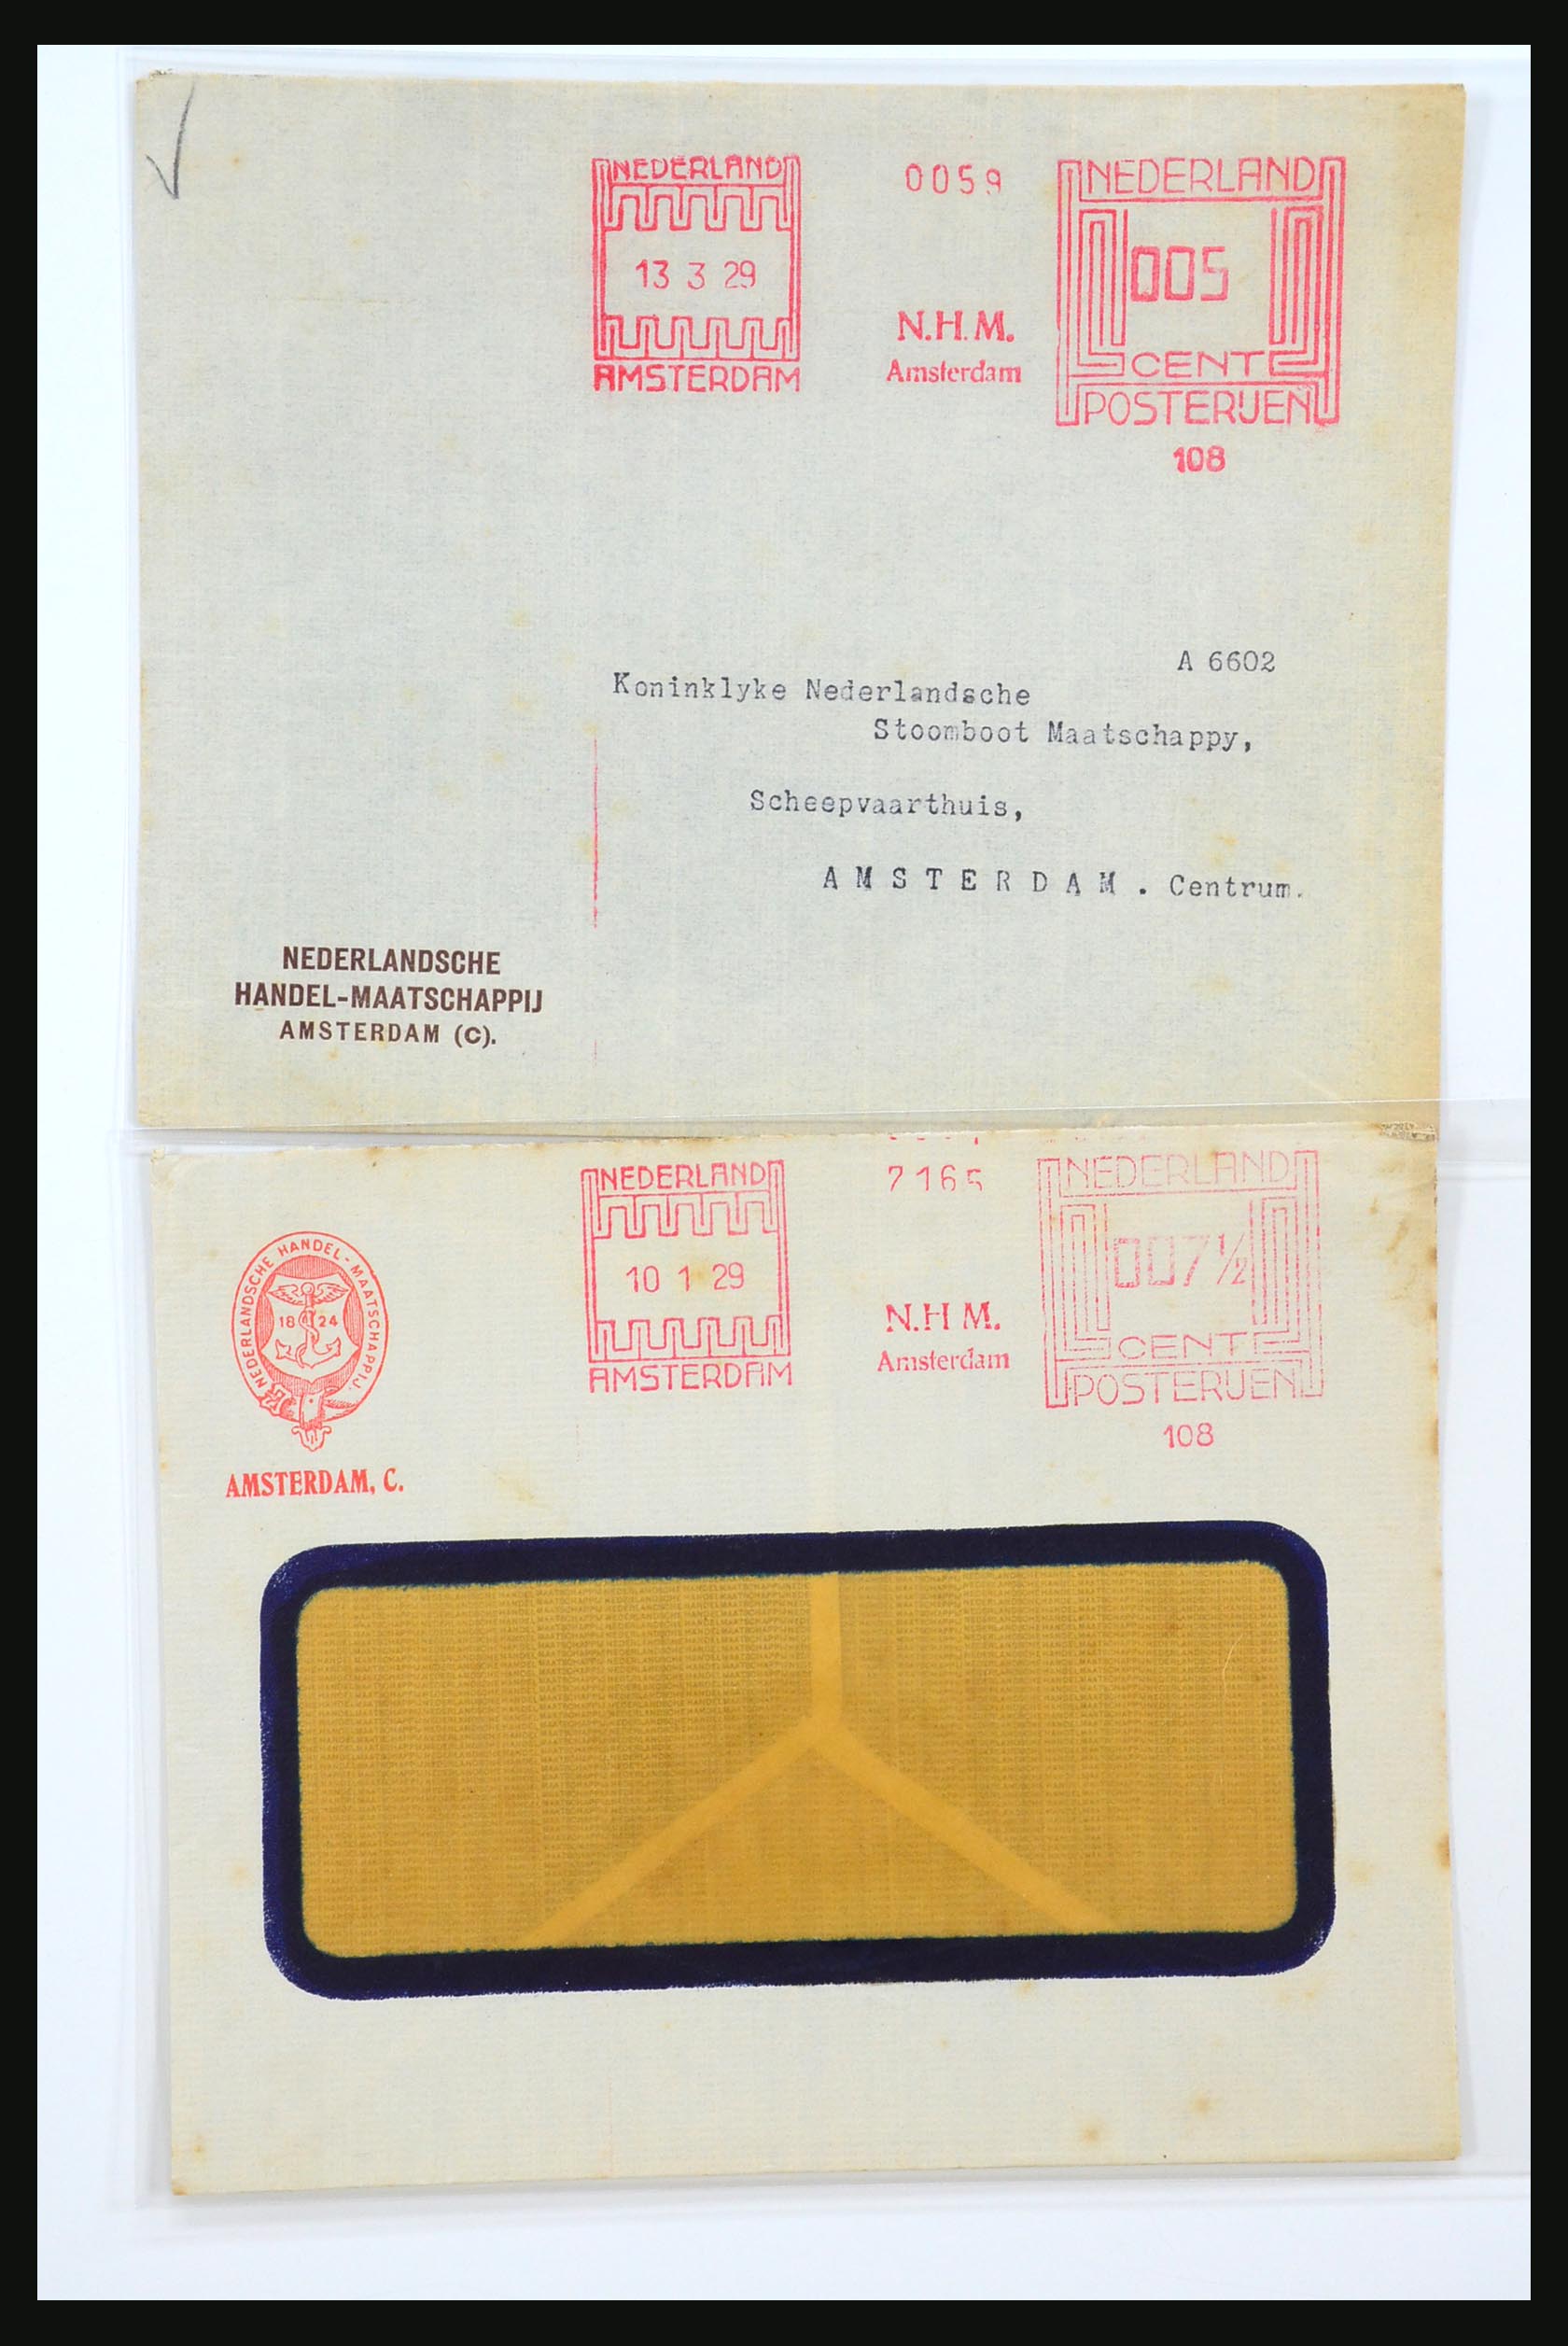 NEDERLAND
13 3 29
AMSTERDAM
0059
N.H.M.
Amsterdam
NEDERLAND
005
CENT
POSTERIJEN
108
A 6602
Koninklyke Nederlandsche
Stoomboot Maatschappy,
Scheepvaarthuis,
AMSTERDAM. Centrum.
NEDERLANDSCHE
HANDEL-MAATSCHAPPIJ
AMSTERDAM (C).
NEDERLANDSCHE HANDEL-MAATSCHAPPIJ.
18 24
AMSTERDAM, C.
NEDERLAND
10 1 29
AMSTERDAM
7165
N.H M.
Amsterdam
NEDERLAND
007½
CENT
POSTERIJEN
108